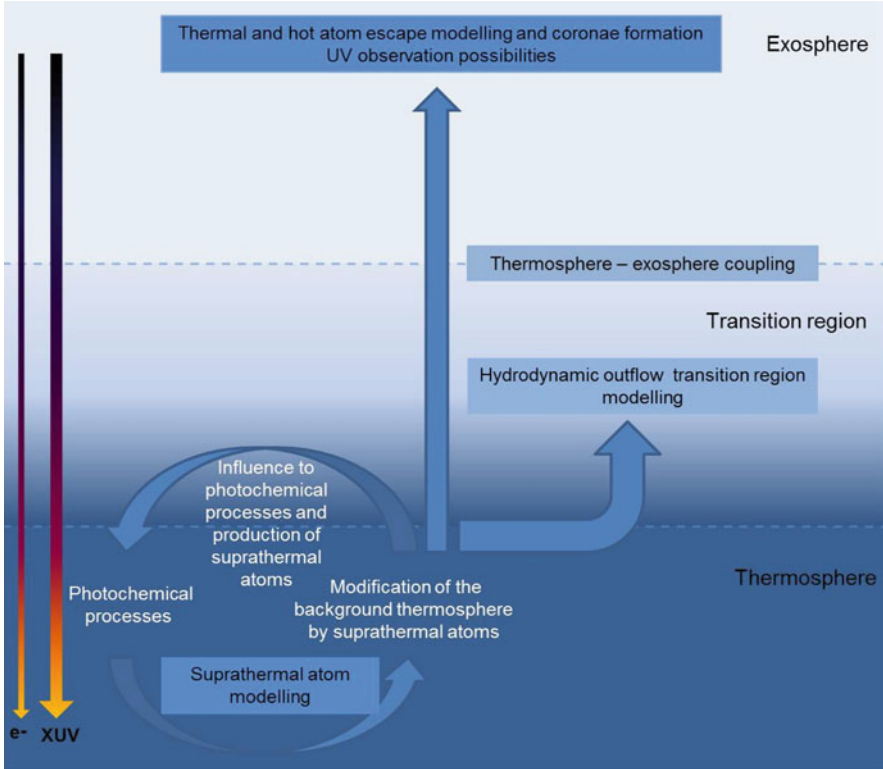 Thermal and hot atom escape modelling and coronae formation
UV observation possibilities
Exosphere
Thermosphere – exosphere coupling
Transition region
Hydrodynamic outflow transition region
modelling
Influence to
photochemical
processes and
production of
suprathermal
atoms
Thermosphere
Photochemical
processes
Modification of the
background thermosphere
by suprathermal atoms
Suprathermal atom
modelling
e-
XUV